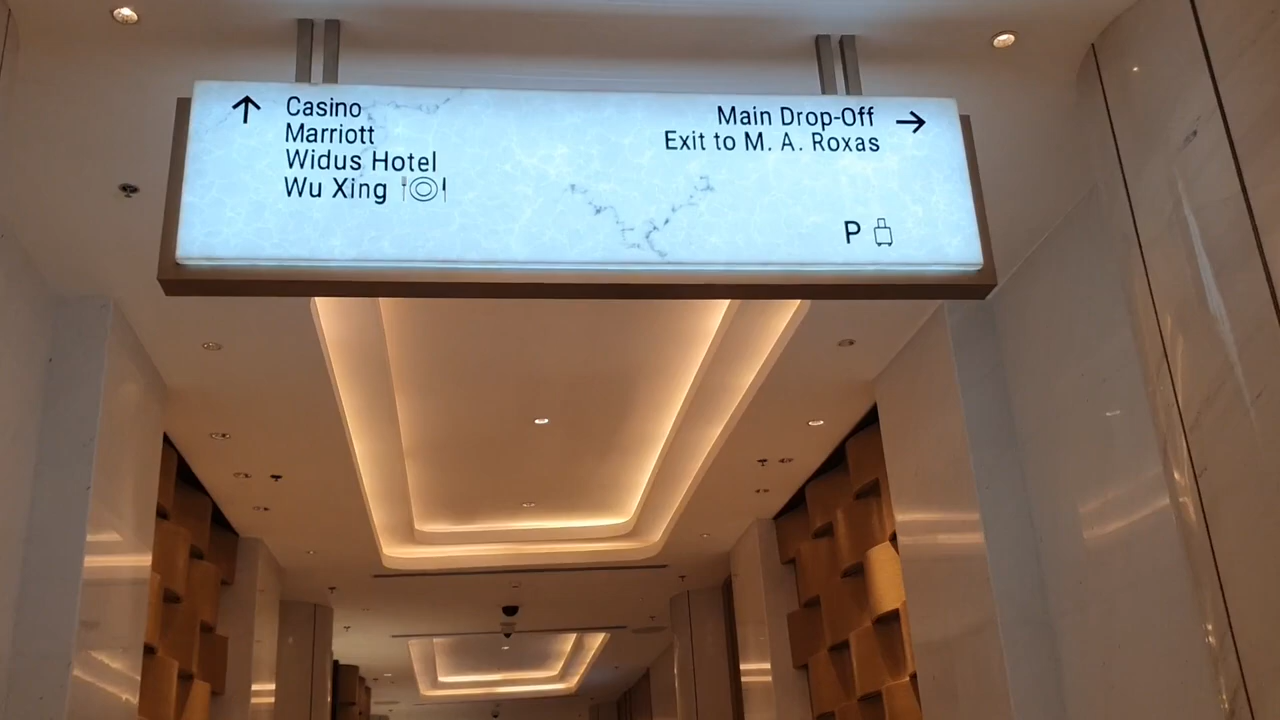 Casino
Marriott
Widus Hotel
Wu Xing
Main Drop-Off
Exit to M. A. Roxas
P